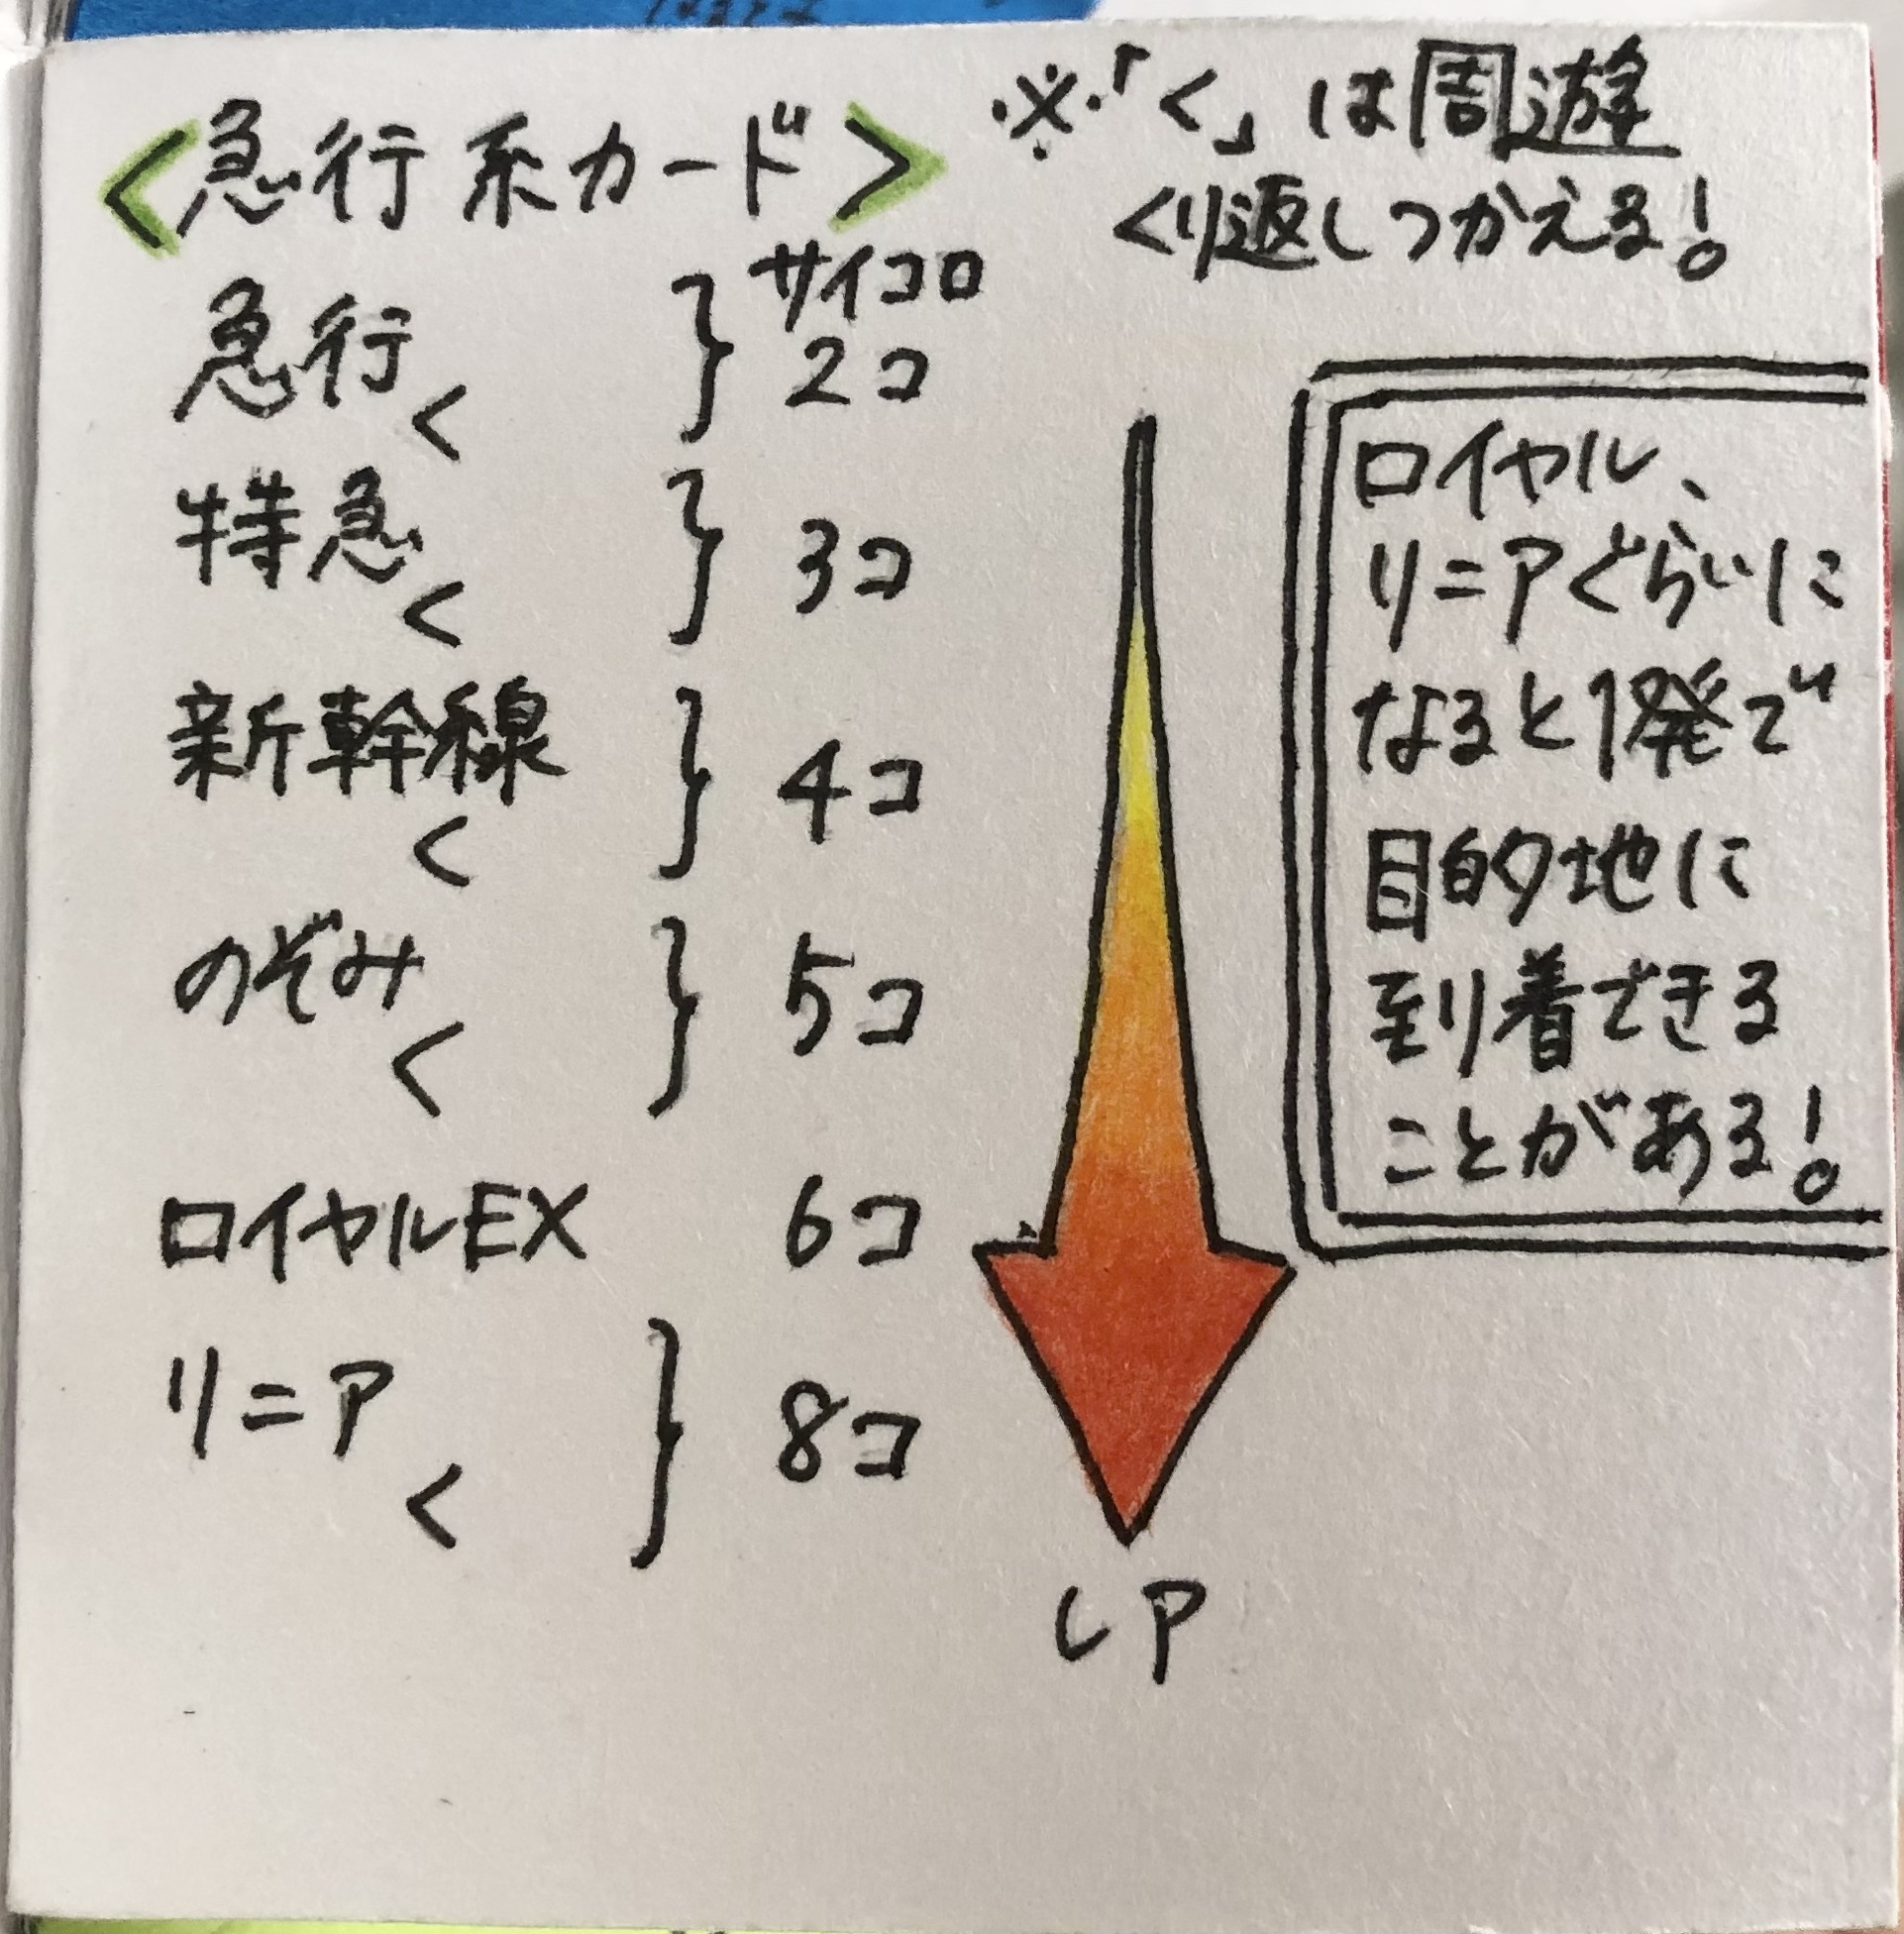 <急行系カード>
※「く」は周遊
くり返しつかえる!
急行
く
サイコロ
2コ
特急
く
3コ
新幹線
く
4コ
のぞみ
く
5コ
ロイヤルEX 6コ
リニア
く
8コ
レア
ロイヤル、
リニアぐらいに
なると1発で
目的地に
到着できる
ことがある!